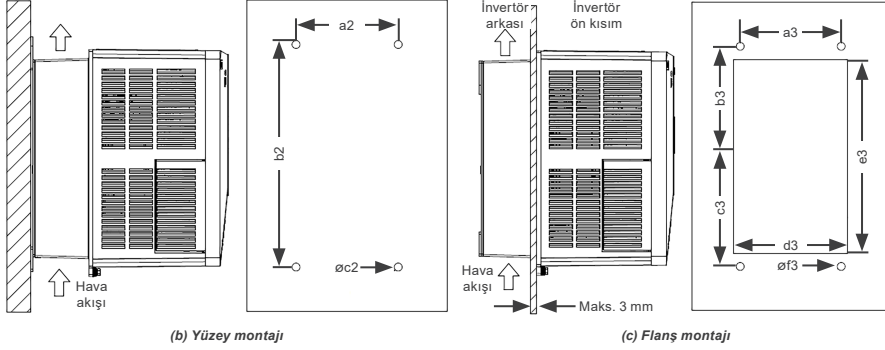 a2
b2
øc2
Hava
akışı
(b) Yüzey montajı
İnvertör
arkası
İnvertör
ön kısım
a3
b3
c3
e3
d3
øf3
Hava
akışı
Maks. 3 mm
(c) Flanş montajı